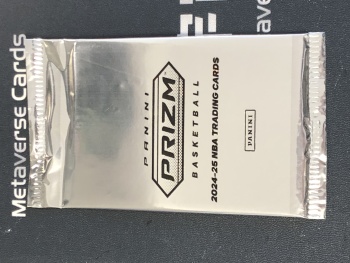 Metaverse Cards
PANINI
PRIZM
BASKETBALL
2024-25 NBA TRADING CARDS
PANINI